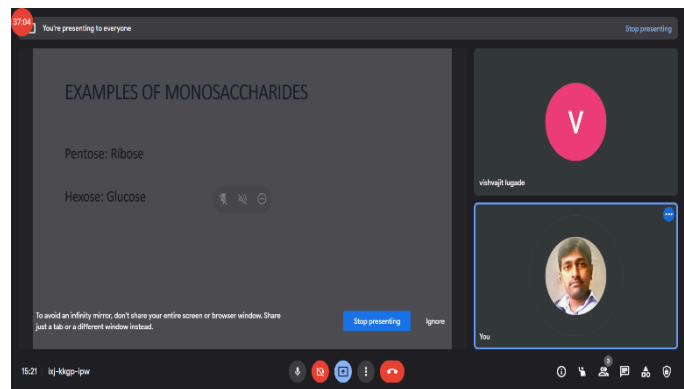 37:04
You're presenting to everyone
Stop presenting
EXAMPLES OF MONOSACCHARIDES
Pentose: Ribose
Hexose: Glucose
V
vishvajit lugade
To avoid an infinity mirror, don't share your entire screen or browser window. Share
just a tab or a different window instead.
Stop presenting
Ignore
You
15:21 | ixj-kkgp-ipw
3